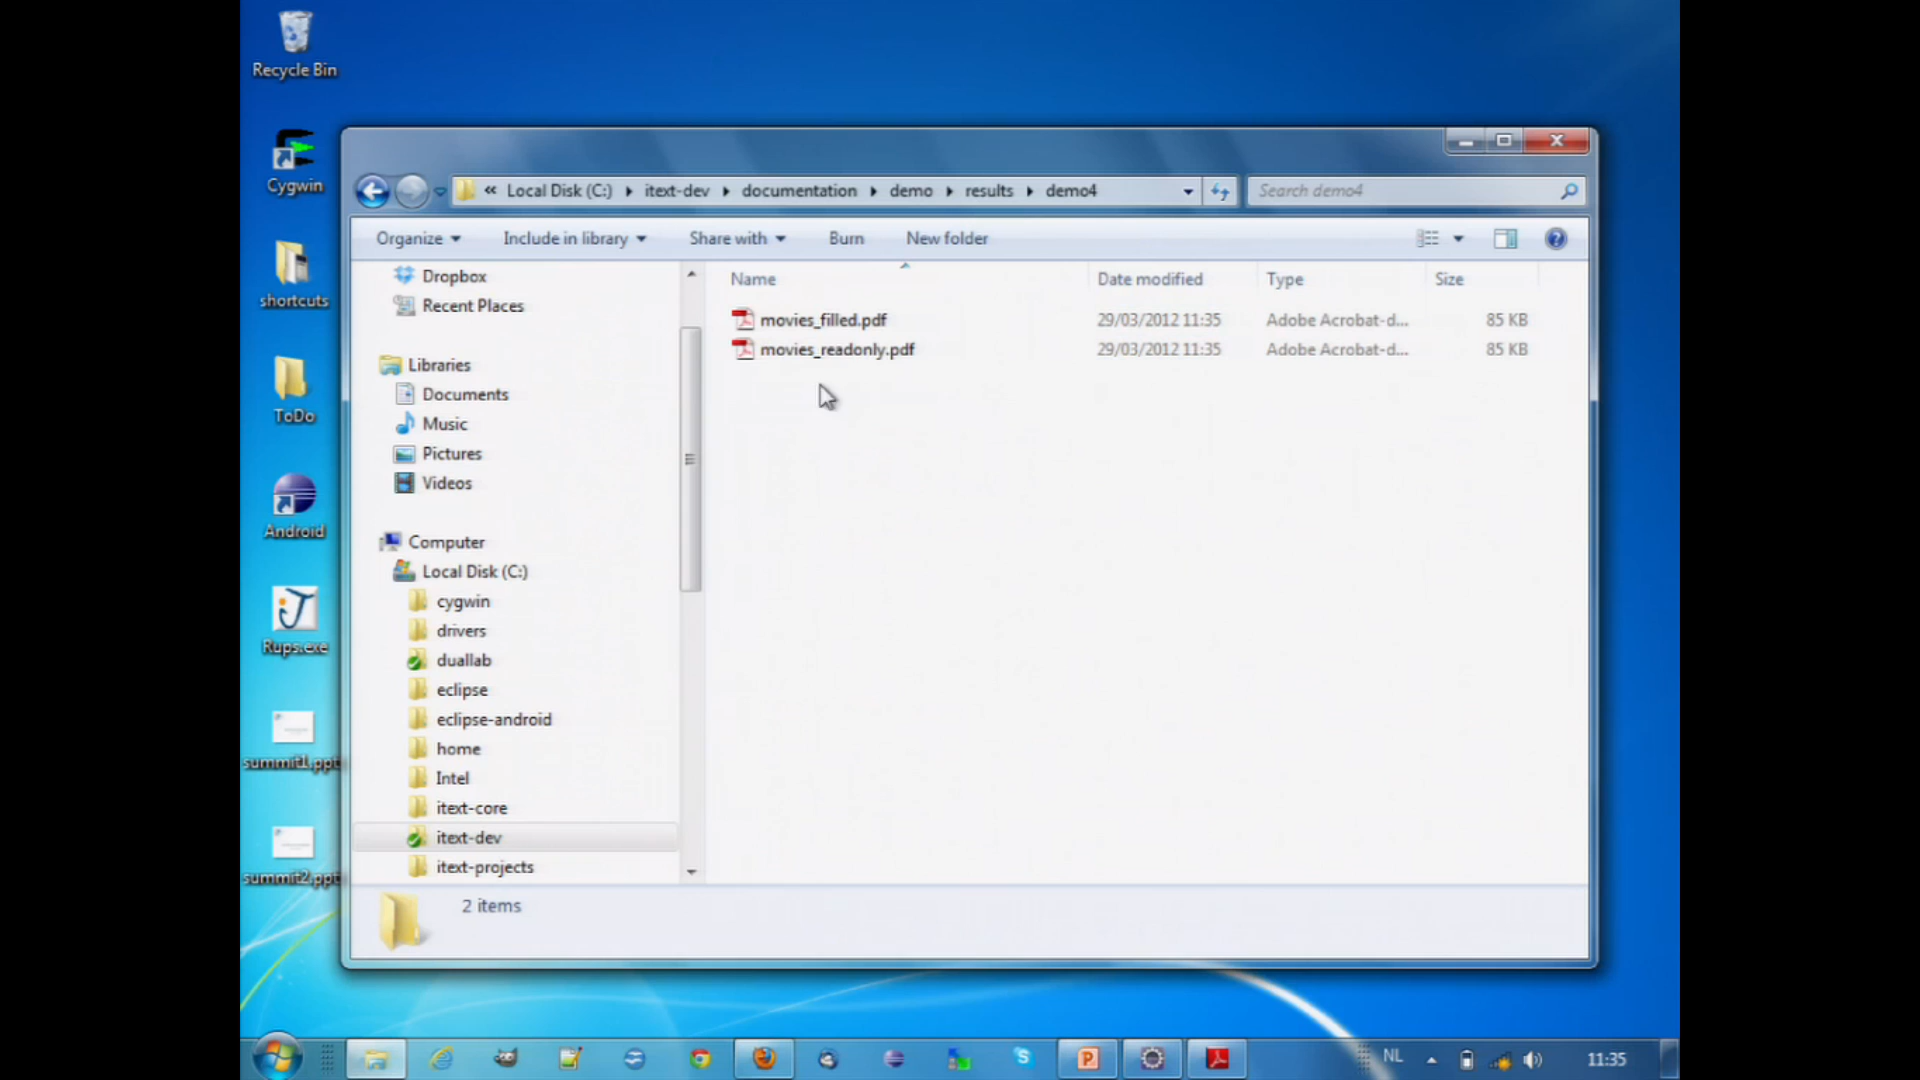 Recycle Bin
Cygwin
shortcuts
ToDo
Android
Rups.exe
summit1.ppt
summit2.ppt
« Local Disk (C:) ▸ itext-dev ▸ documentation ▸ demo ▸ results ▸ demo4
Search demo4
Organize Include in library Share with Burn New folder
Dropbox
Recent Places
Libraries
Documents
Music
Pictures
Videos
Computer
Local Disk (C:)
cygwin
drivers
duallab
eclipse
eclipse-android
home
Intel
itext-core
itext-dev
itext-projects
Name Date modified Type Size
movies_filled.pdf 29/03/2012 11:35 Adobe Acrobat-d... 85 KB
movies_readonly.pdf 29/03/2012 11:35 Adobe Acrobat-d... 85 KB
2 items
NL 11:35